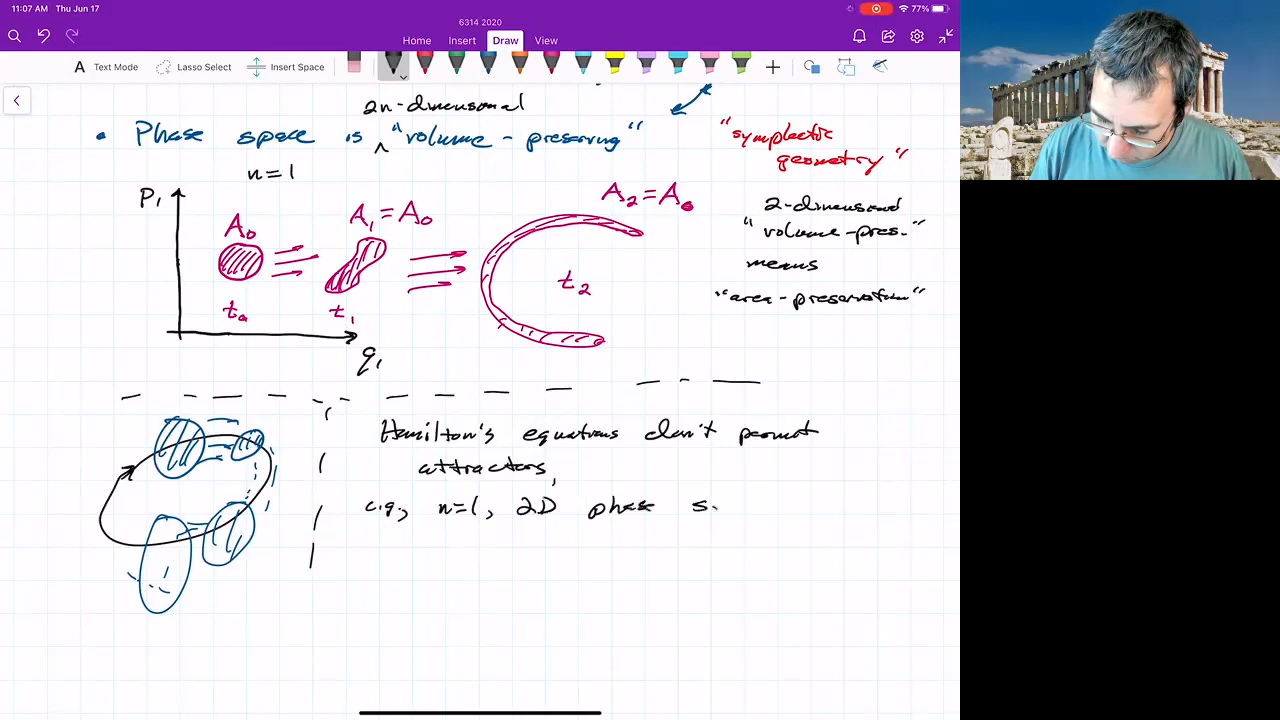 11:07 AM Thu Jun 17
77%
6314 2020
Home Insert Draw View
Text Mode
Lasso Select
Insert Space
2n-dimensional
• Phase space is ^ "volume-preserving"
"symplectic
geometry"
n=1
P₁
A₀
A₁ = A₀
A₂ = A₀
t₀
t₁
t₂
q₁
2-dimensional
"volume-pres."
means
"area-preservation"
Hamilton's equations don't permit
attractors,
e.g., n=1, 2D phase s.